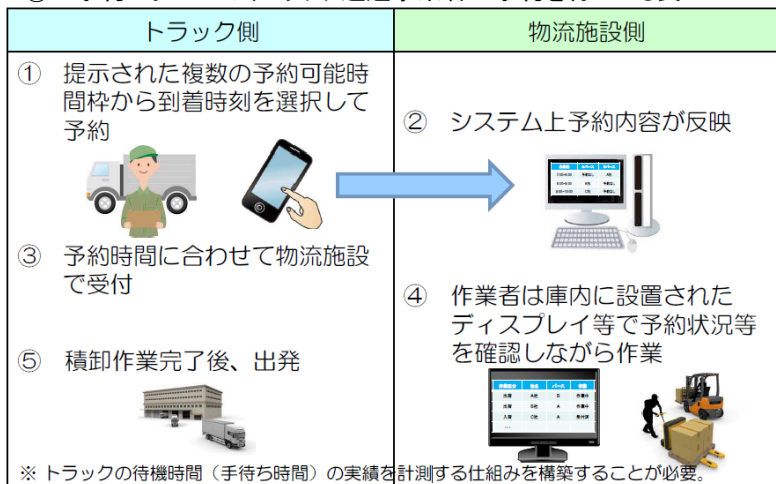 トラック側
物流施設側
① 提示された複数の予約可能時
間枠から到着時刻を選択して
予約
② システム上予約内容が反映
③ 予約時間に合わせて物流施設
で受付
④ 作業者は庫内に設置された
ディスプレイ等で予約状況等
を確認しながら作業
⑤ 積卸作業完了後、出発
※ トラックの待機時間(手待ち時間)の実績を計測する仕組みを構築することが必要。